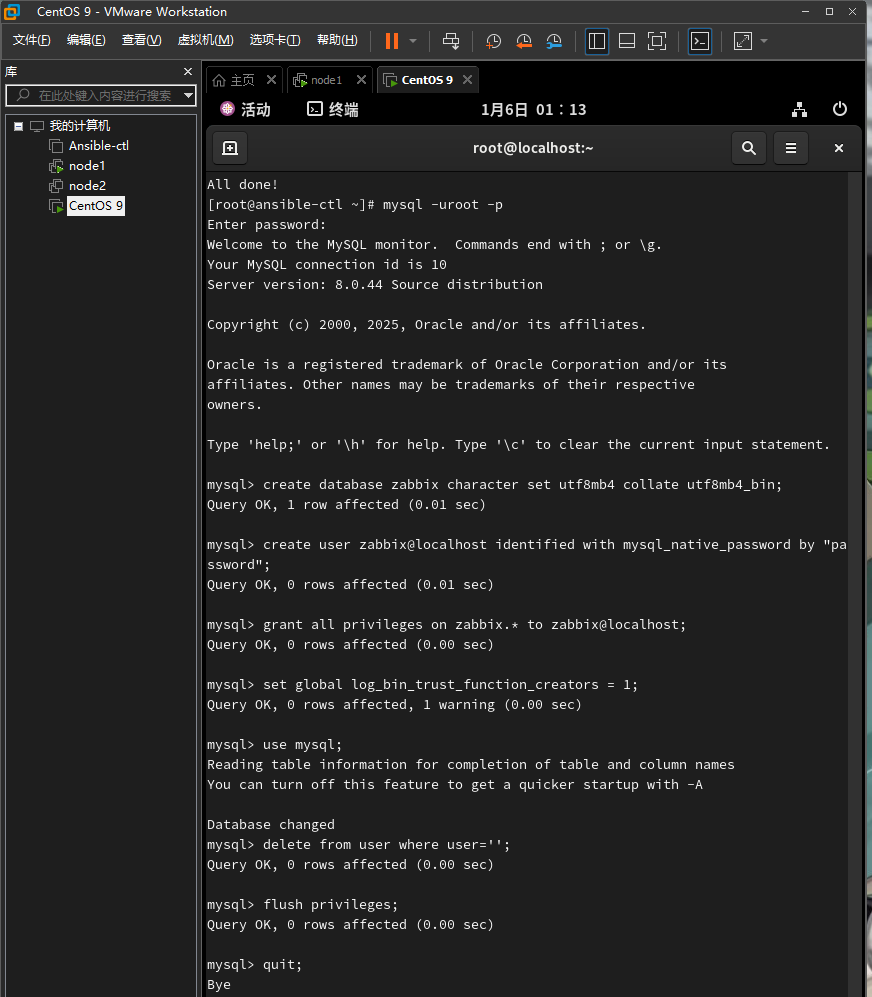 CentOS 9 - VMware Workstation
文件(F) 编辑(E) 查看(V) 虚拟机(M) 选项卡(T) 帮助(H)
库
在此处键入内容进行搜索
我的计算机
Ansible-ctl
node1
node2
CentOS 9
主页 node1 CentOS 9
活动 终端 1月6日 01：13
root@localhost:~
All done!
[root@ansible-ctl ~]# mysql -uroot -p
Enter password:
Welcome to the MySQL monitor.  Commands end with ; or \g.
Your MySQL connection id is 10
Server version: 8.0.44 Source distribution
Copyright (c) 2000, 2025, Oracle and/or its affiliates.
Oracle is a registered trademark of Oracle Corporation and/or its
affiliates. Other names may be trademarks of their respective
owners.
Type 'help;' or '\h' for help. Type '\c' to clear the current input statement.
mysql> create database zabbix character set utf8mb4 collate utf8mb4_bin;
Query OK, 1 row affected (0.01 sec)
mysql> create user zabbix@localhost identified with mysql_native_password by "pa
ssword";
Query OK, 0 rows affected (0.01 sec)
mysql> grant all privileges on zabbix.* to zabbix@localhost;
Query OK, 0 rows affected (0.00 sec)
mysql> set global log_bin_trust_function_creators = 1;
Query OK, 0 rows affected, 1 warning (0.00 sec)
mysql> use mysql;
Reading table information for completion of table and column names
You can turn off this feature to get a quicker startup with -A
Database changed
mysql> delete from user where user='';
Query OK, 0 rows affected (0.00 sec)
mysql> flush privileges;
Query OK, 0 rows affected (0.00 sec)
mysql> quit;
Bye